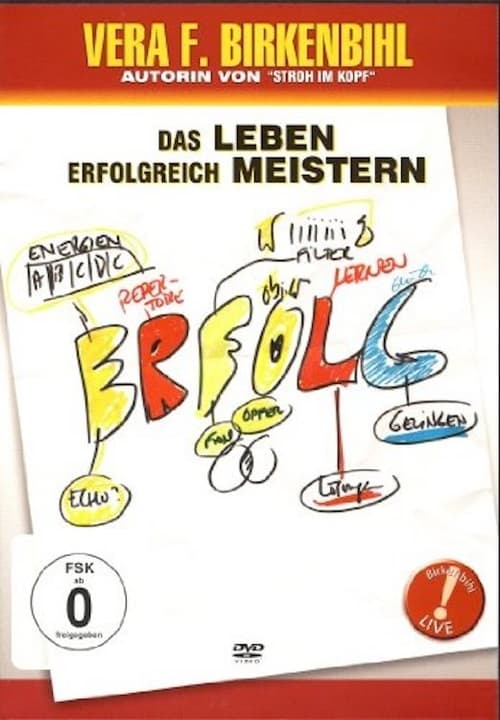 VERA F. BIRKENBIHL
AUTORIN VON "STROH IM KOPF"
DAS LEBEN
ERFOLGREICH MEISTERN
ENERGIEN
A/B/C/D/C
REPER-
TOIRE
FILTER
LERNEN
ERFOLG
OPFER
GELINGEN
ECHO?
FSK
ab
0
freigegeben
Birkenbihl
!
LIVE
DVD
VIDEO